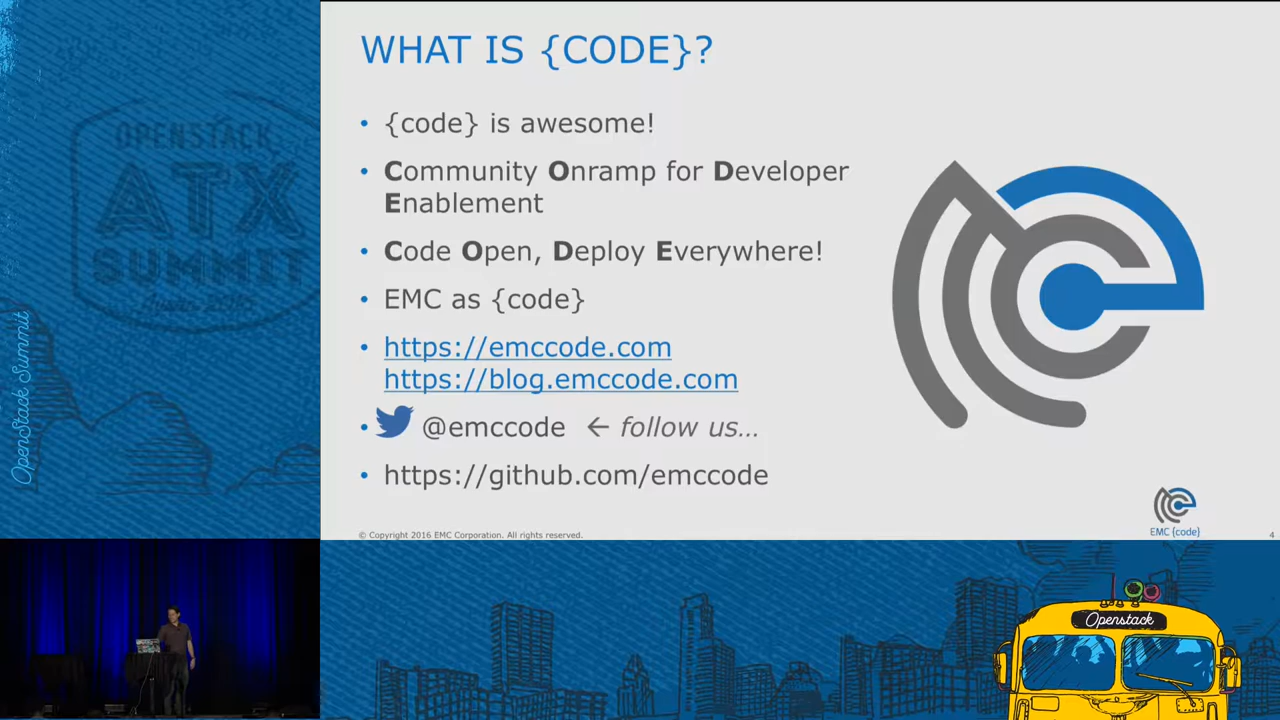 WHAT IS {CODE}?
• {code} is awesome!
• Community Onramp for Developer
Enablement
• Code Open, Deploy Everywhere!
• EMC as {code}
• https://emccode.com
https://blog.emccode.com
• @emccode ← follow us…
• https://github.com/emccode
© Copyright 2016 EMC Corporation. All rights reserved.
EMC {code}
4
OPENSTACK
ATX
SUMMIT
Austin 2016
OpenStack Summit
Openstack